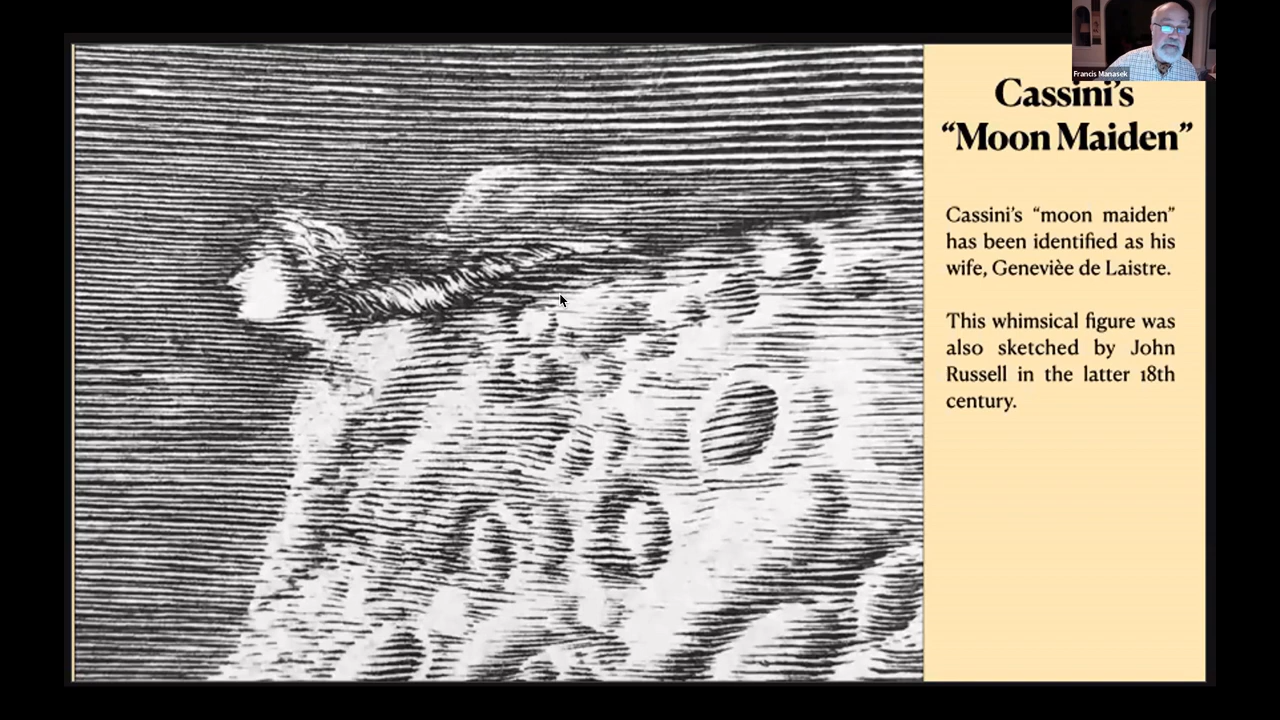 Francis Manasek
Cassini’s
“Moon Maiden”
Cassini’s “moon maiden”
has been identified as his
wife, Genevièe de Laistre.
This whimsical figure was
also sketched by John
Russell in the latter 18th
century.